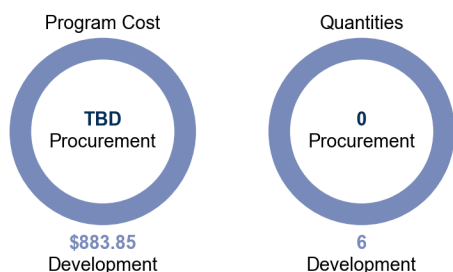 Program Cost
TBD
Procurement
$883.85
Development
Quantities
0
Procurement
6
Development